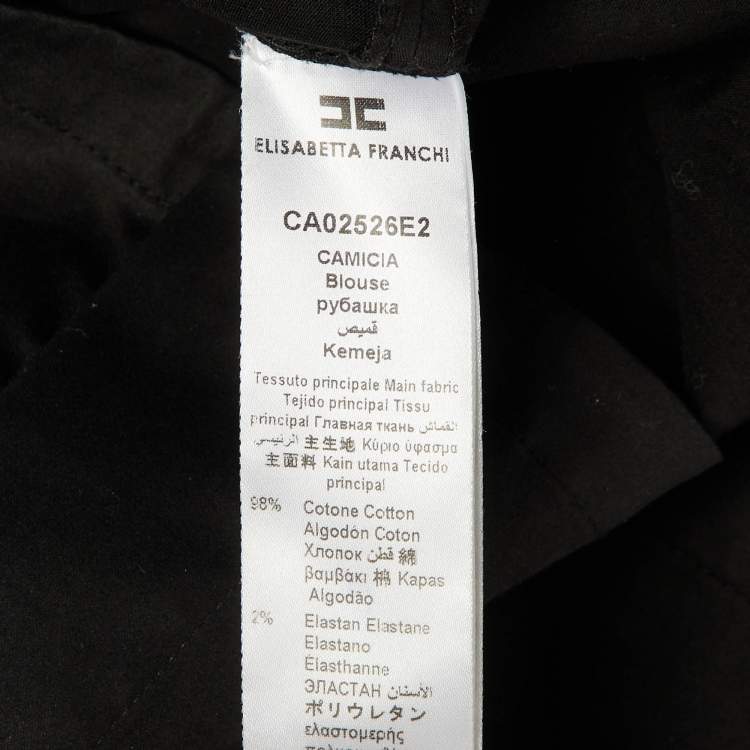 ELISABETTA FRANCHI
CA02526E2
CAMICIA
Blouse
рубашка
قميص
Kemeja
Tessuto principale Main fabric
Tejido principal Tissu
principal Главная ткань القماش
الرئيسي 主生地 Κύριο ύφασμα
主面料 Kain utama Tecido
principal
98% Cotone Cotton
Algodón Coton
Хлопок قطن 綿
βαμβάκι 棉 Kapas
Algodão
2% Elastan Elastane
Elastano
Élasthanne
ЭЛАСТАН الأسفنان
ポリウレタン
ελαστομερής